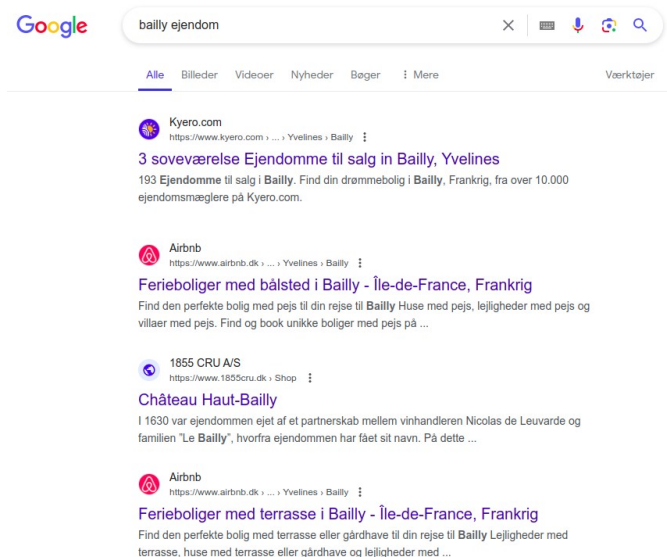 Google
bailly ejendom
Alle Billeder Videoer Nyheder Bøger Mere Værktøjer
Kyero.com
https://www.kyero.com › ... › Yvelines › Bailly
3 soveværelse Ejendomme til salg in Bailly, Yvelines
193 Ejendomme til salg i Bailly. Find din drømmebolig i Bailly, Frankrig, fra over 10.000
ejendomsmæglere på Kyero.com.
Airbnb
https://www.airbnb.dk › ... › Yvelines › Bailly
Ferieboliger med bålsted i Bailly - Île-de-France, Frankrig
Find den perfekte bolig med pejs til din rejse til Bailly Huse med pejs, lejligheder med pejs og
villaer med pejs. Find og book unikke boliger med pejs på ...
1855 CRU A/S
https://www.1855cru.dk › Shop
Château Haut-Bailly
I 1630 var ejendommen ejet af et partnerskab mellem vinhandleren Nicolas de Leuvarde og
familien ”Le Bailly”, hvorfra ejendommen har fået sit navn. På dette ...
Airbnb
https://www.airbnb.dk › ... › Yvelines › Bailly
Ferieboliger med terrasse i Bailly - Île-de-France, Frankrig
Find den perfekte bolig med terrasse eller gårdhave til din rejse til Bailly Lejligheder med
terrasse, huse med terrasse eller gårdhave og lejligheder med ...